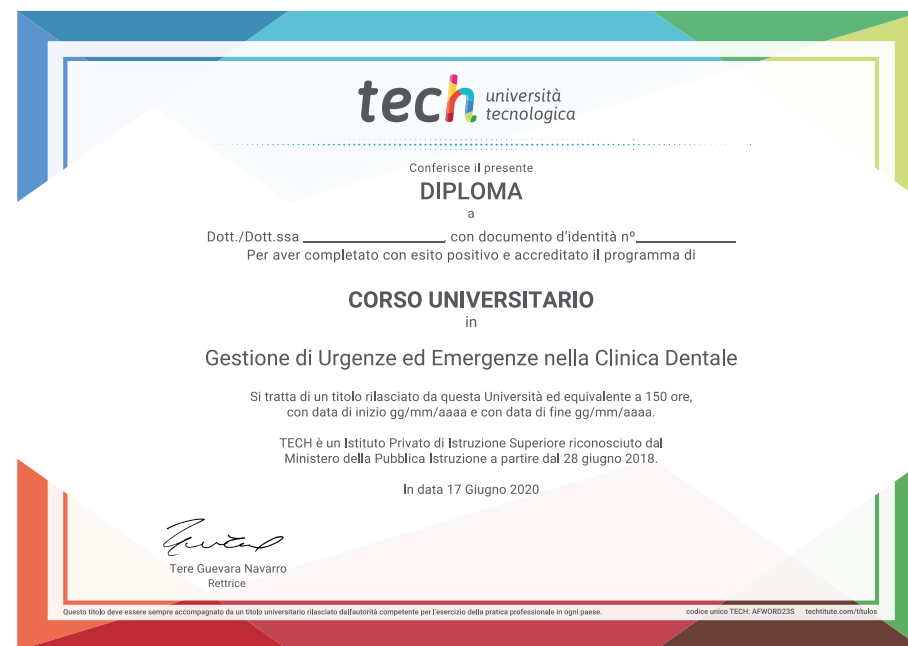 tech università
tecnologica
Conferisce il presente
DIPLOMA
a
Dott./Dott.ssa , con documento d'identità nº
Per aver completato con esito positivo e accreditato il programma di
CORSO UNIVERSITARIO
in
Gestione di Urgenze ed Emergenze nella Clinica Dentale
Si tratta di un titolo rilasciato da questa Università ed equivalente a 150 ore,
con data di inizio gg/mm/aaaa e con data di fine gg/mm/aaaa.
TECH è un Istituto Privato di Istruzione Superiore riconosciuto dal
Ministero della Pubblica Istruzione a partire dal 28 giugno 2018.
In data 17 Giugno 2020
Tere Guevara Navarro
Rettrice
Questo titolo deve essere sempre accompagnato da un titolo universitario rilasciato dall'autorità competente per l'esercizio della pratica professionale in ogni paese. codice unico TECH: AFWORD23S techtitute.com/títulos